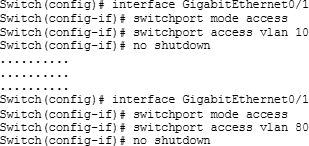 Switch(config)# interface GigabitEthernet0/1
Switch(config-if)# switchport mode access
Switch(config-if)# switchport access vlan 10
Switch(config-if)# no shutdown
..........
..........
..........
Switch(config)# interface GigabitEthernet0/1
Switch(config-if)# switchport mode access
Switch(config-if)# switchport access vlan 80
Switch(config-if)# no shutdown